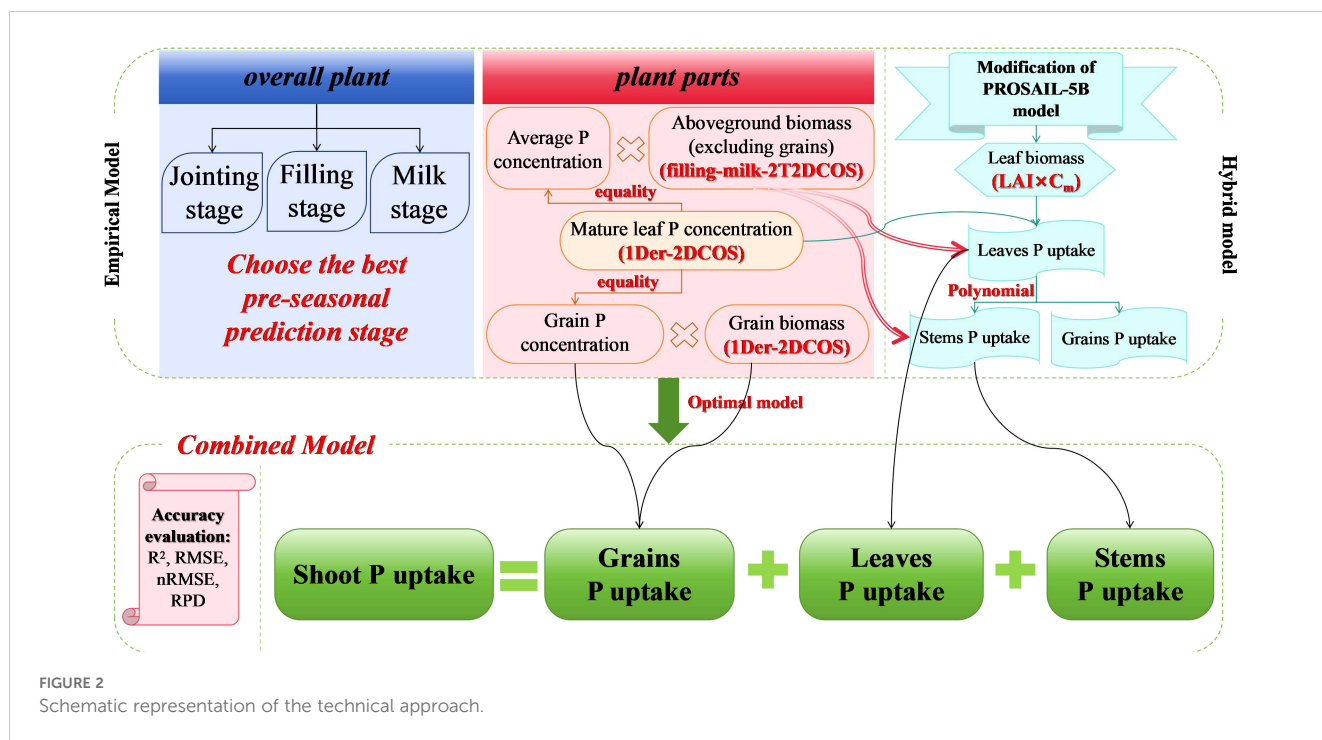 Empirical Model
overall plant
Jointing
stage
Filling
stage
Milk
stage
Choose the best
pre-seasonal
prediction stage
plant parts
Average P
concentration
Aboveground biomass
(excluding grains)
(filling-milk-2T2DCOS)
equality
Mature leaf P concentration
(1Der-2DCOS)
equality
Grain P
concentration
Grain biomass
(1Der-2DCOS)
Modification of
PROSAIL-5B
model
Leaf biomass
(LAI×Cₘ)
Leaves P uptake
Polynomial
Stems P uptake
Grains P uptake
Hybrid model
Optimal model
Combined Model
Accuracy
evaluation:
R², RMSE,
nRMSE,
RPD
Shoot P uptake
=
Grains
P uptake
+
Leaves
P uptake
+
Stems
P uptake
FIGURE 2
Schematic representation of the technical approach.